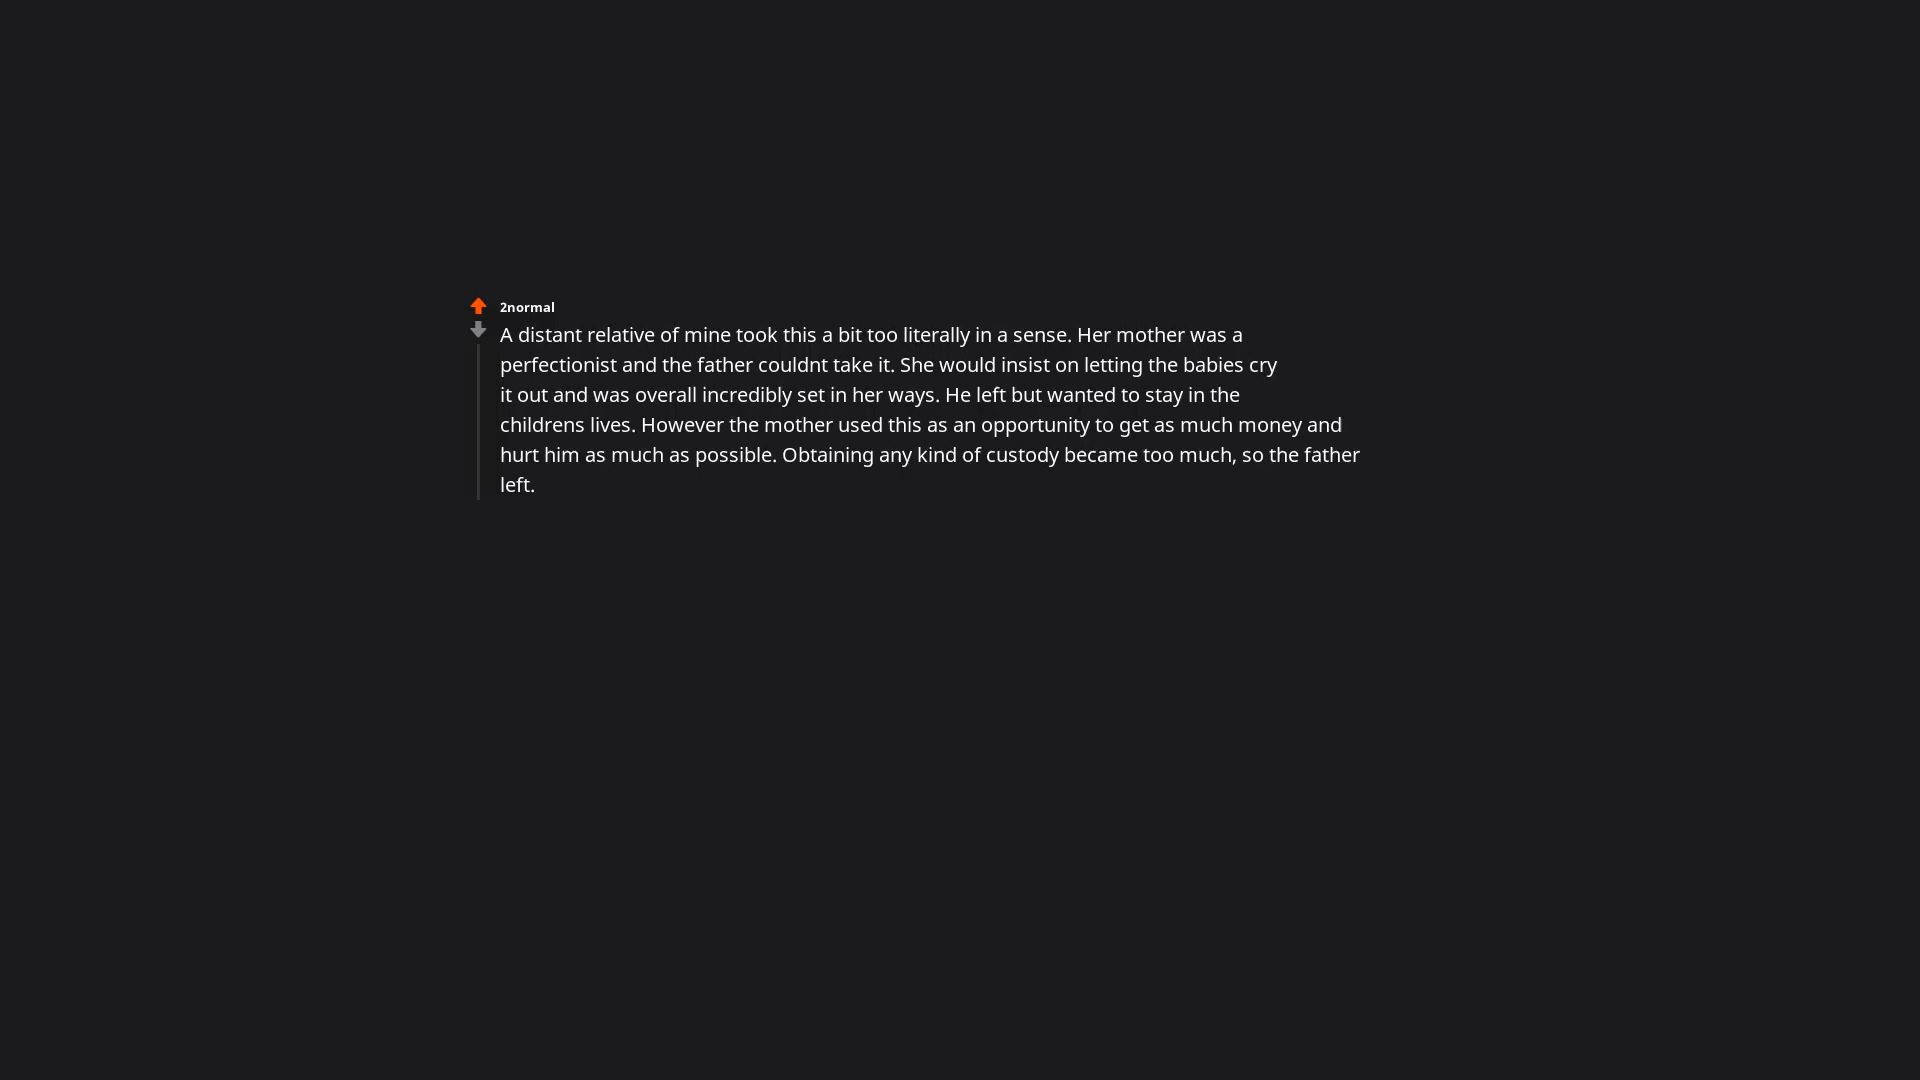 2normal
A distant relative of mine took this a bit too literally in a sense. Her mother was a
perfectionist and the father couldnt take it. She would insist on letting the babies cry
it out and was overall incredibly set in her ways. He left but wanted to stay in the
childrens lives. However the mother used this as an opportunity to get as much money and
hurt him as much as possible. Obtaining any kind of custody became too much, so the father
left.